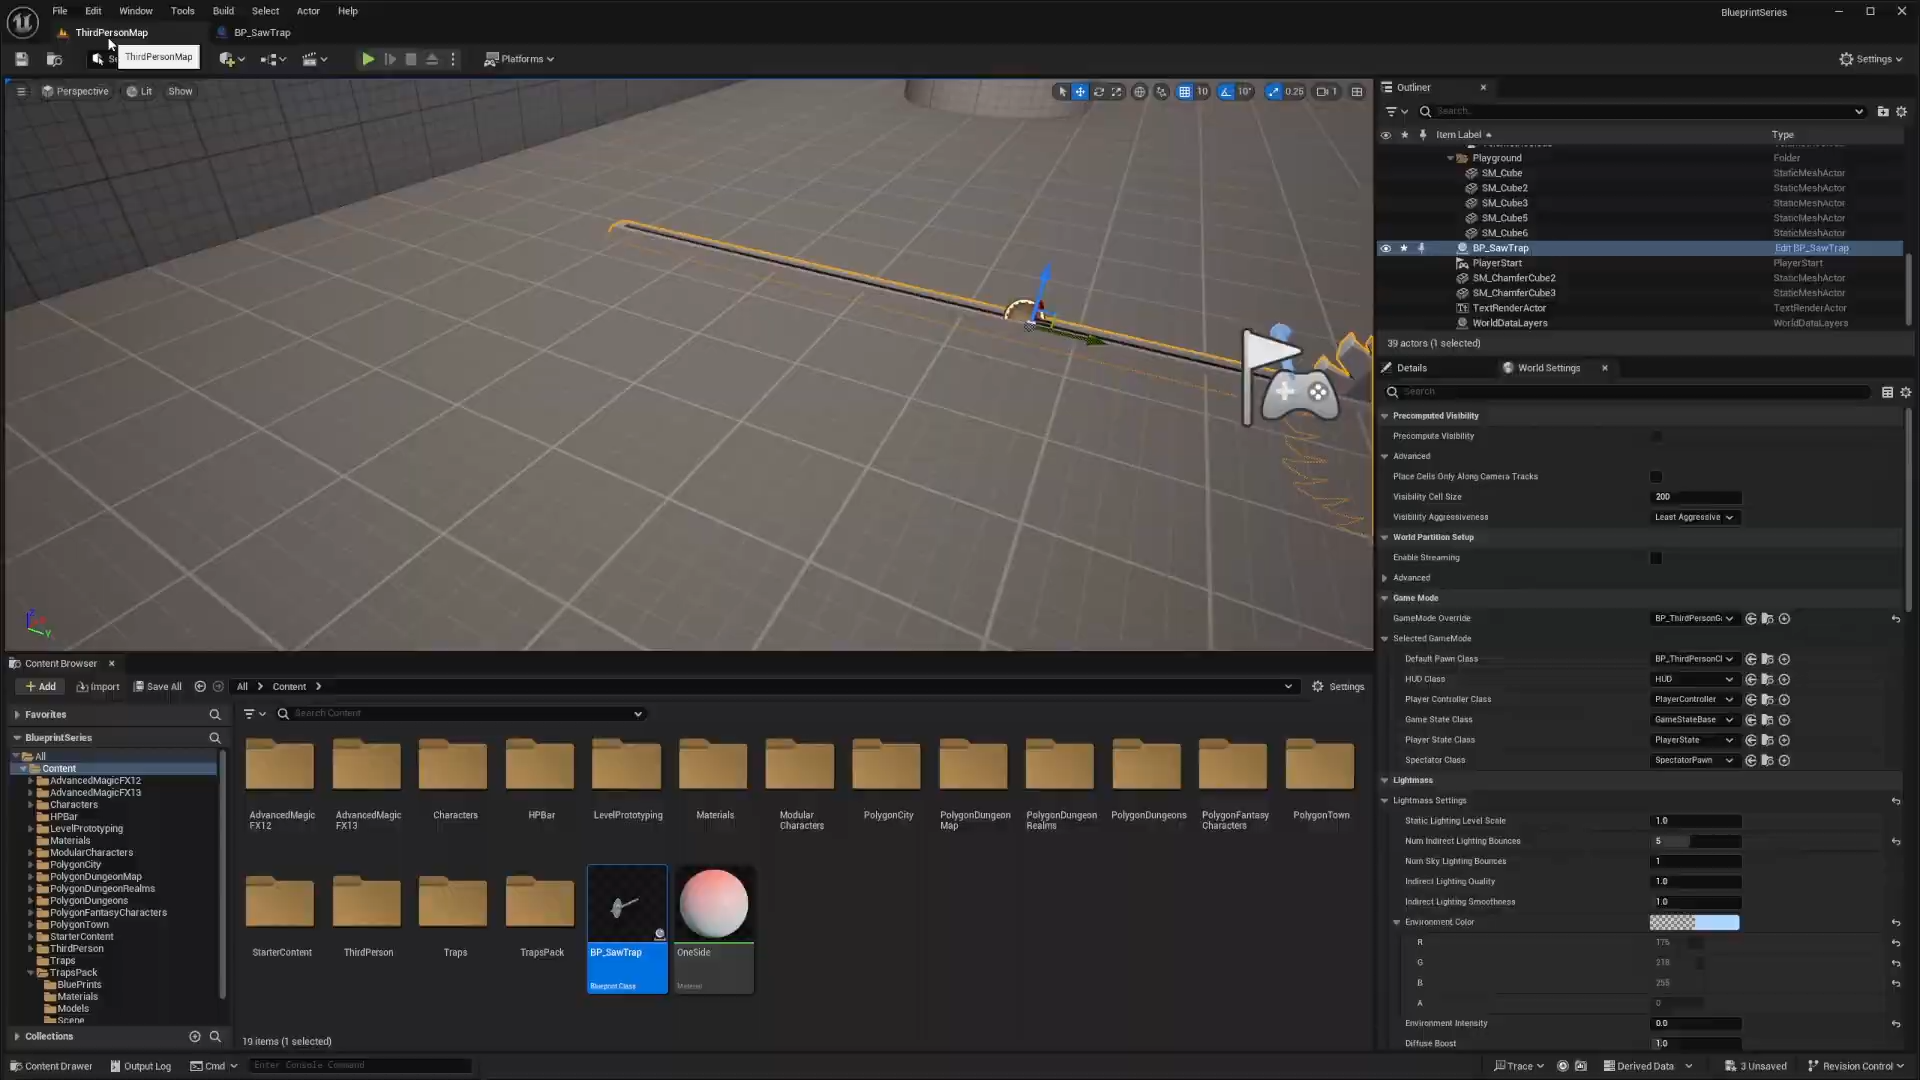 File Edit Window Tools Build Select Actor Help
BlueprintSeries
ThirdPersonMap
BP_SawTrap
ThirdPersonMap
Platforms
Settings
Perspective
Lit
Show
10
10°
0.25
1
Outliner
Search...
Item Label
Type
Playground
Folder
SM_Cube
StaticMeshActor
SM_Cube2
StaticMeshActor
SM_Cube3
StaticMeshActor
SM_Cube5
StaticMeshActor
SM_Cube6
StaticMeshActor
BP_SawTrap
Edit BP_SawTrap
PlayerStart
PlayerStart
SM_ChamferCube2
StaticMeshActor
SM_ChamferCube3
StaticMeshActor
TextRenderActor
TextRenderActor
WorldDataLayers
WorldDataLayers
39 actors (1 selected)
Details
World Settings
Search
Precomputed Visibility
Precompute Visibility
Advanced
Place Cells Only Along Camera Tracks
Visibility Cell Size
200
Visibility Aggressiveness
Least Aggressive
World Partition Setup
Enable Streaming
Advanced
Game Mode
GameMode Override
BP_ThirdPersonG
Selected GameMode
Default Pawn Class
BP_ThirdPersonCl
HUD Class
HUD
Player Controller Class
PlayerController
Game State Class
GameStateBase
Player State Class
PlayerState
Spectator Class
SpectatorPawn
Lightmass
Lightmass Settings
Static Lighting Level Scale
1.0
Num Indirect Lighting Bounces
5
Num Sky Lighting Bounces
1
Indirect Lighting Quality
1.0
Indirect Lighting Smoothness
1.0
Environment Color
R
175
G
218
B
255
A
0
Environment Intensity
0.0
Diffuse Boost
1.0
Content Browser
Add
Import
Save All
All
Content
Settings
Favorites
Search Content
BlueprintSeries
All
Content
AdvancedMagicFX12
AdvancedMagicFX13
Characters
HPBar
LevelPrototyping
Materials
ModularCharacters
PolygonCity
PolygonDungeonMap
PolygonDungeonRealms
PolygonDungeons
PolygonFantasyCharacters
PolygonTown
StarterContent
ThirdPerson
Traps
TrapsPack
BluePrints
Materials
Models
Scene
Collections
AdvancedMagic
FX12
AdvancedMagic
FX13
Characters
HPBar
LevelPrototyping
Materials
Modular
Characters
PolygonCity
PolygonDungeon
Map
PolygonDungeon
Realms
PolygonDungeons
PolygonFantasy
Characters
PolygonTown
StarterContent
ThirdPerson
Traps
TrapsPack
BP_SawTrap
Blueprint Class
OneSide
Material
19 items (1 selected)
Content Drawer
Output Log
Cmd
Enter Console Command
Trace
Derived Data
3 Unsaved
Revision Control